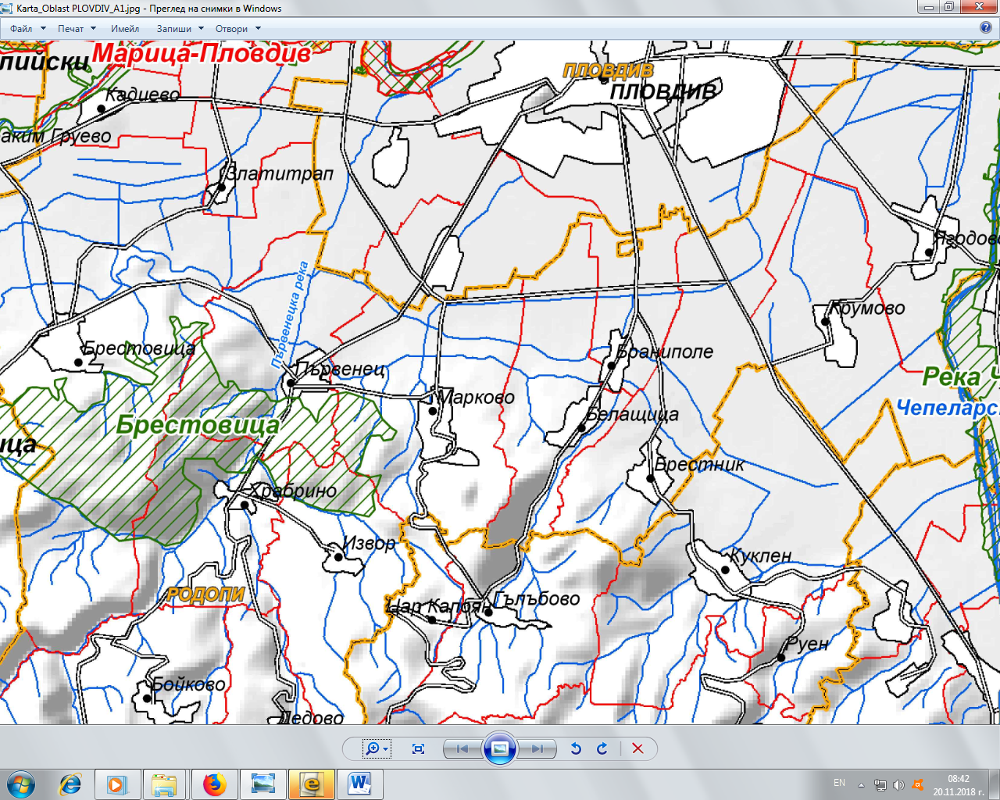 Karta_Oblast PLOVDIV_A1.jpg - Преглед на снимки в Windows
Файл Печат Имейл Запиши Отвори
Марица-Пловдив
лийски
ПЛОВДИВ
ПЛОВДИВ
Кадиево
аким Груево
Златитрап
Ягодово
Първенецка река
Крумово
Брестовица
Браниполе
Първенец
Река Ч
Марково
Чепеларс
Белащица
Брестовица
ица
Брестник
Храбрино
Извор
Куклен
РОДОПИ
Гълъбово
Цар Калоян
Руен
Бойково
Дедово
EN
08:42
20.11.2018 г.